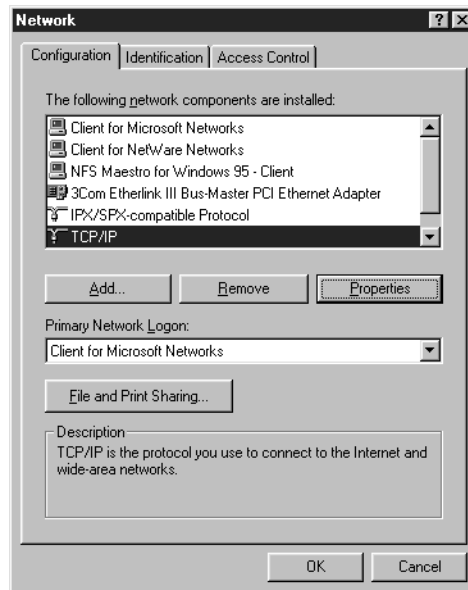 Network
Configuration Identification Access Control
The following network components are installed:
Client for Microsoft Networks
Client for NetWare Networks
NFS Maestro for Windows 95 - Client
3Com Etherlink III Bus-Master PCI Ethernet Adapter
IPX/SPX-compatible Protocol
TCP/IP
Add... Remove Properties
Primary Network Logon:
Client for Microsoft Networks
File and Print Sharing...
Description
TCP/IP is the protocol you use to connect to the Internet and
wide-area networks.
OK Cancel